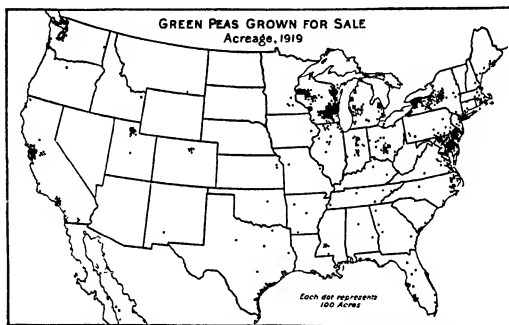 GREEN PEAS GROWN FOR SALE
Acreage, 1919
Each dot represents
100 Acres